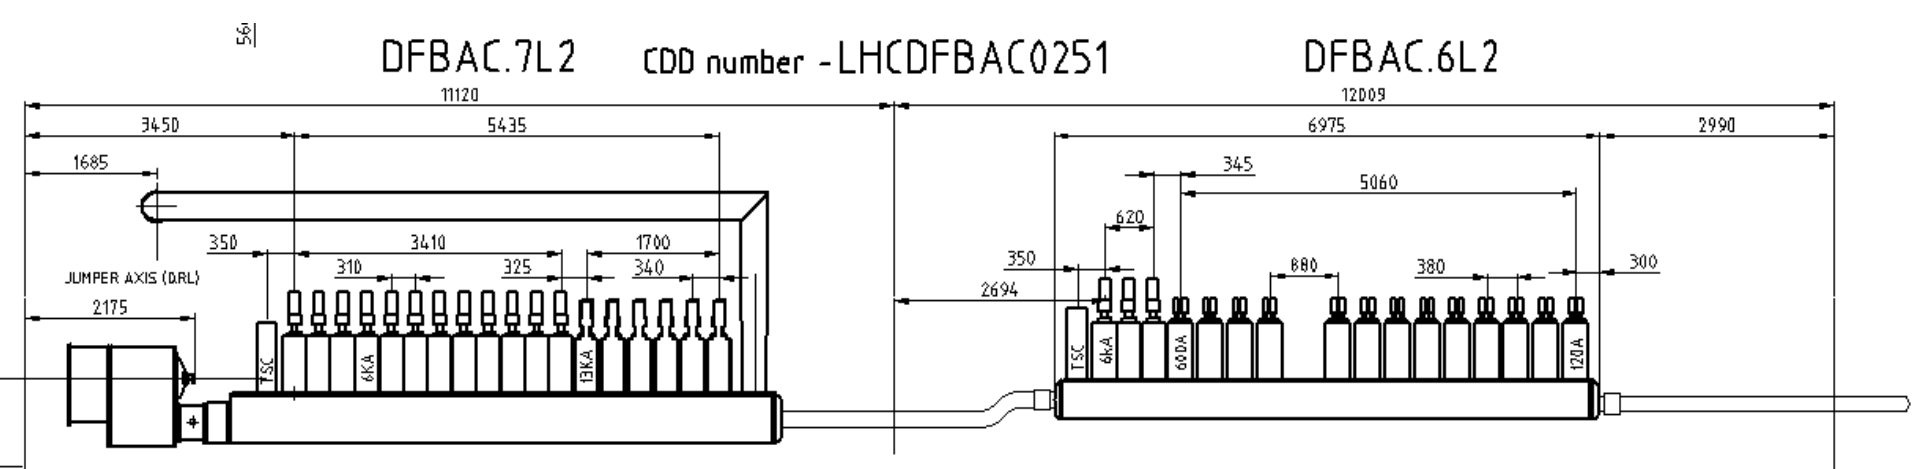 56
DFBAC.7L2 CDD number - LHCDFBAC0251 DFBAC.6L2
11120 12009
3450 5435 6975 2990
1685 345
5060
620
350 3410 1700
350 880 300
310 325 340 380
JUMPER AXIS (DRL)
2694
2175
TSC 6KA 13KA TSC 6kA 600A 120A